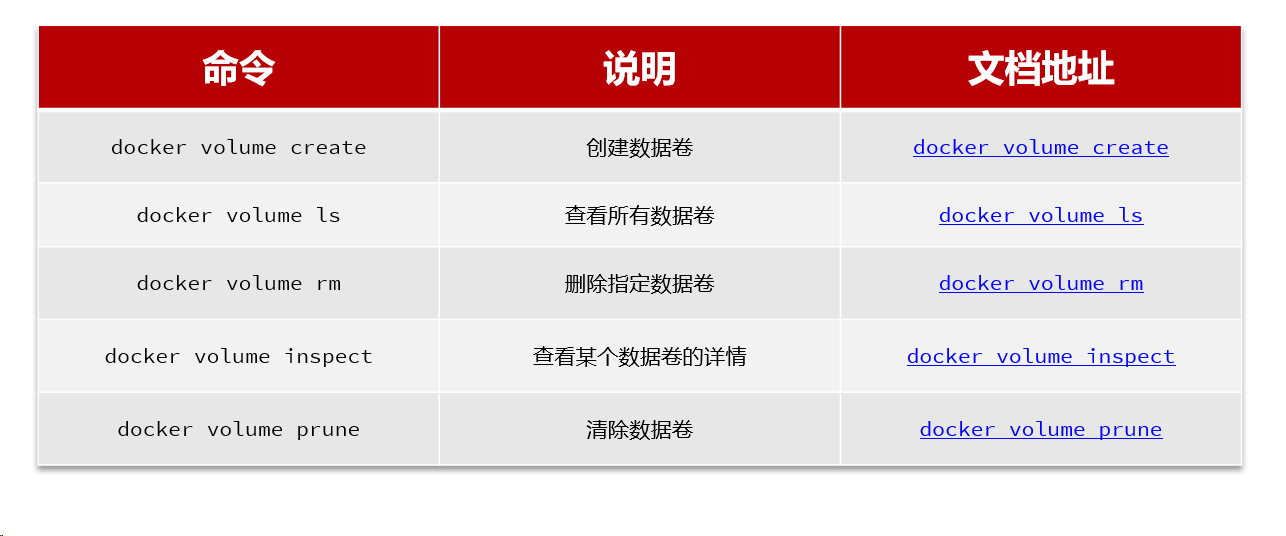 命令 说明 文档地址
docker volume create 创建数据卷 docker volume create
docker volume ls 查看所有数据卷 docker volume ls
docker volume rm 删除指定数据卷 docker volume rm
docker volume inspect 查看某个数据卷的详情 docker volume inspect
docker volume prune 清除数据卷 docker volume prune